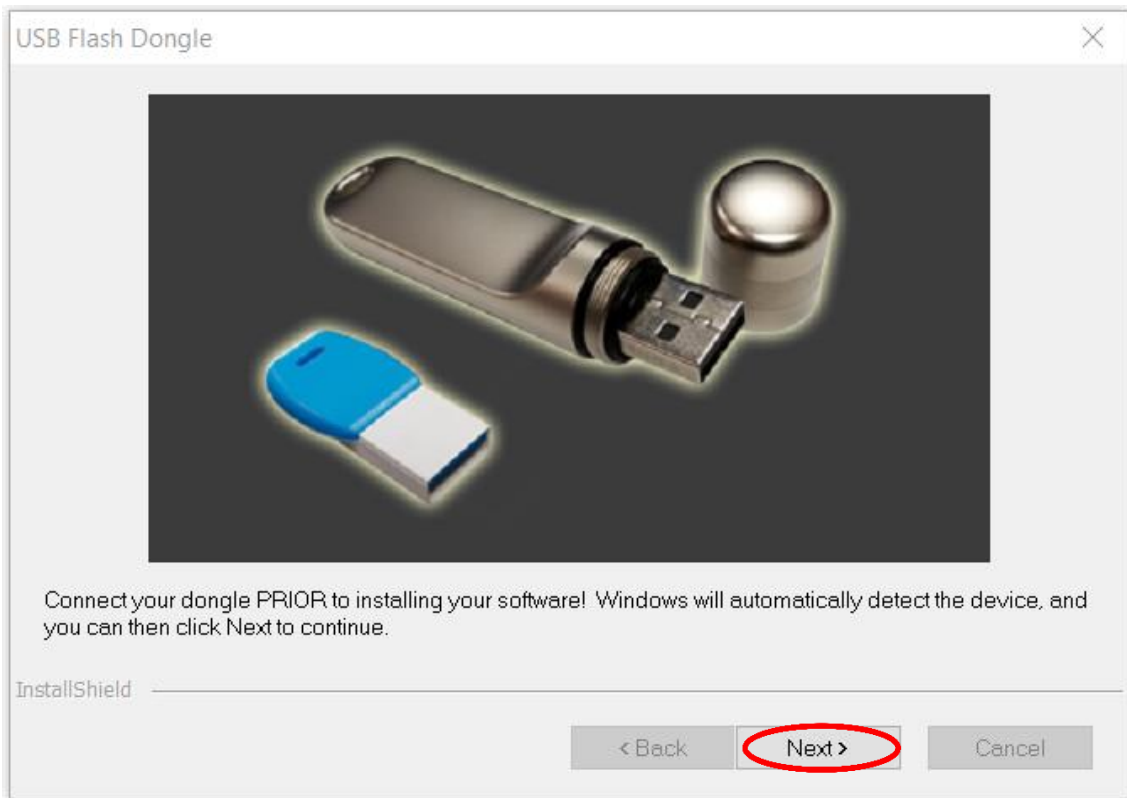 USB Flash Dongle
Connect your dongle PRIOR to installing your software! Windows will automatically detect the device, and
you can then click Next to continue.
InstallShield
< Back Next > Cancel